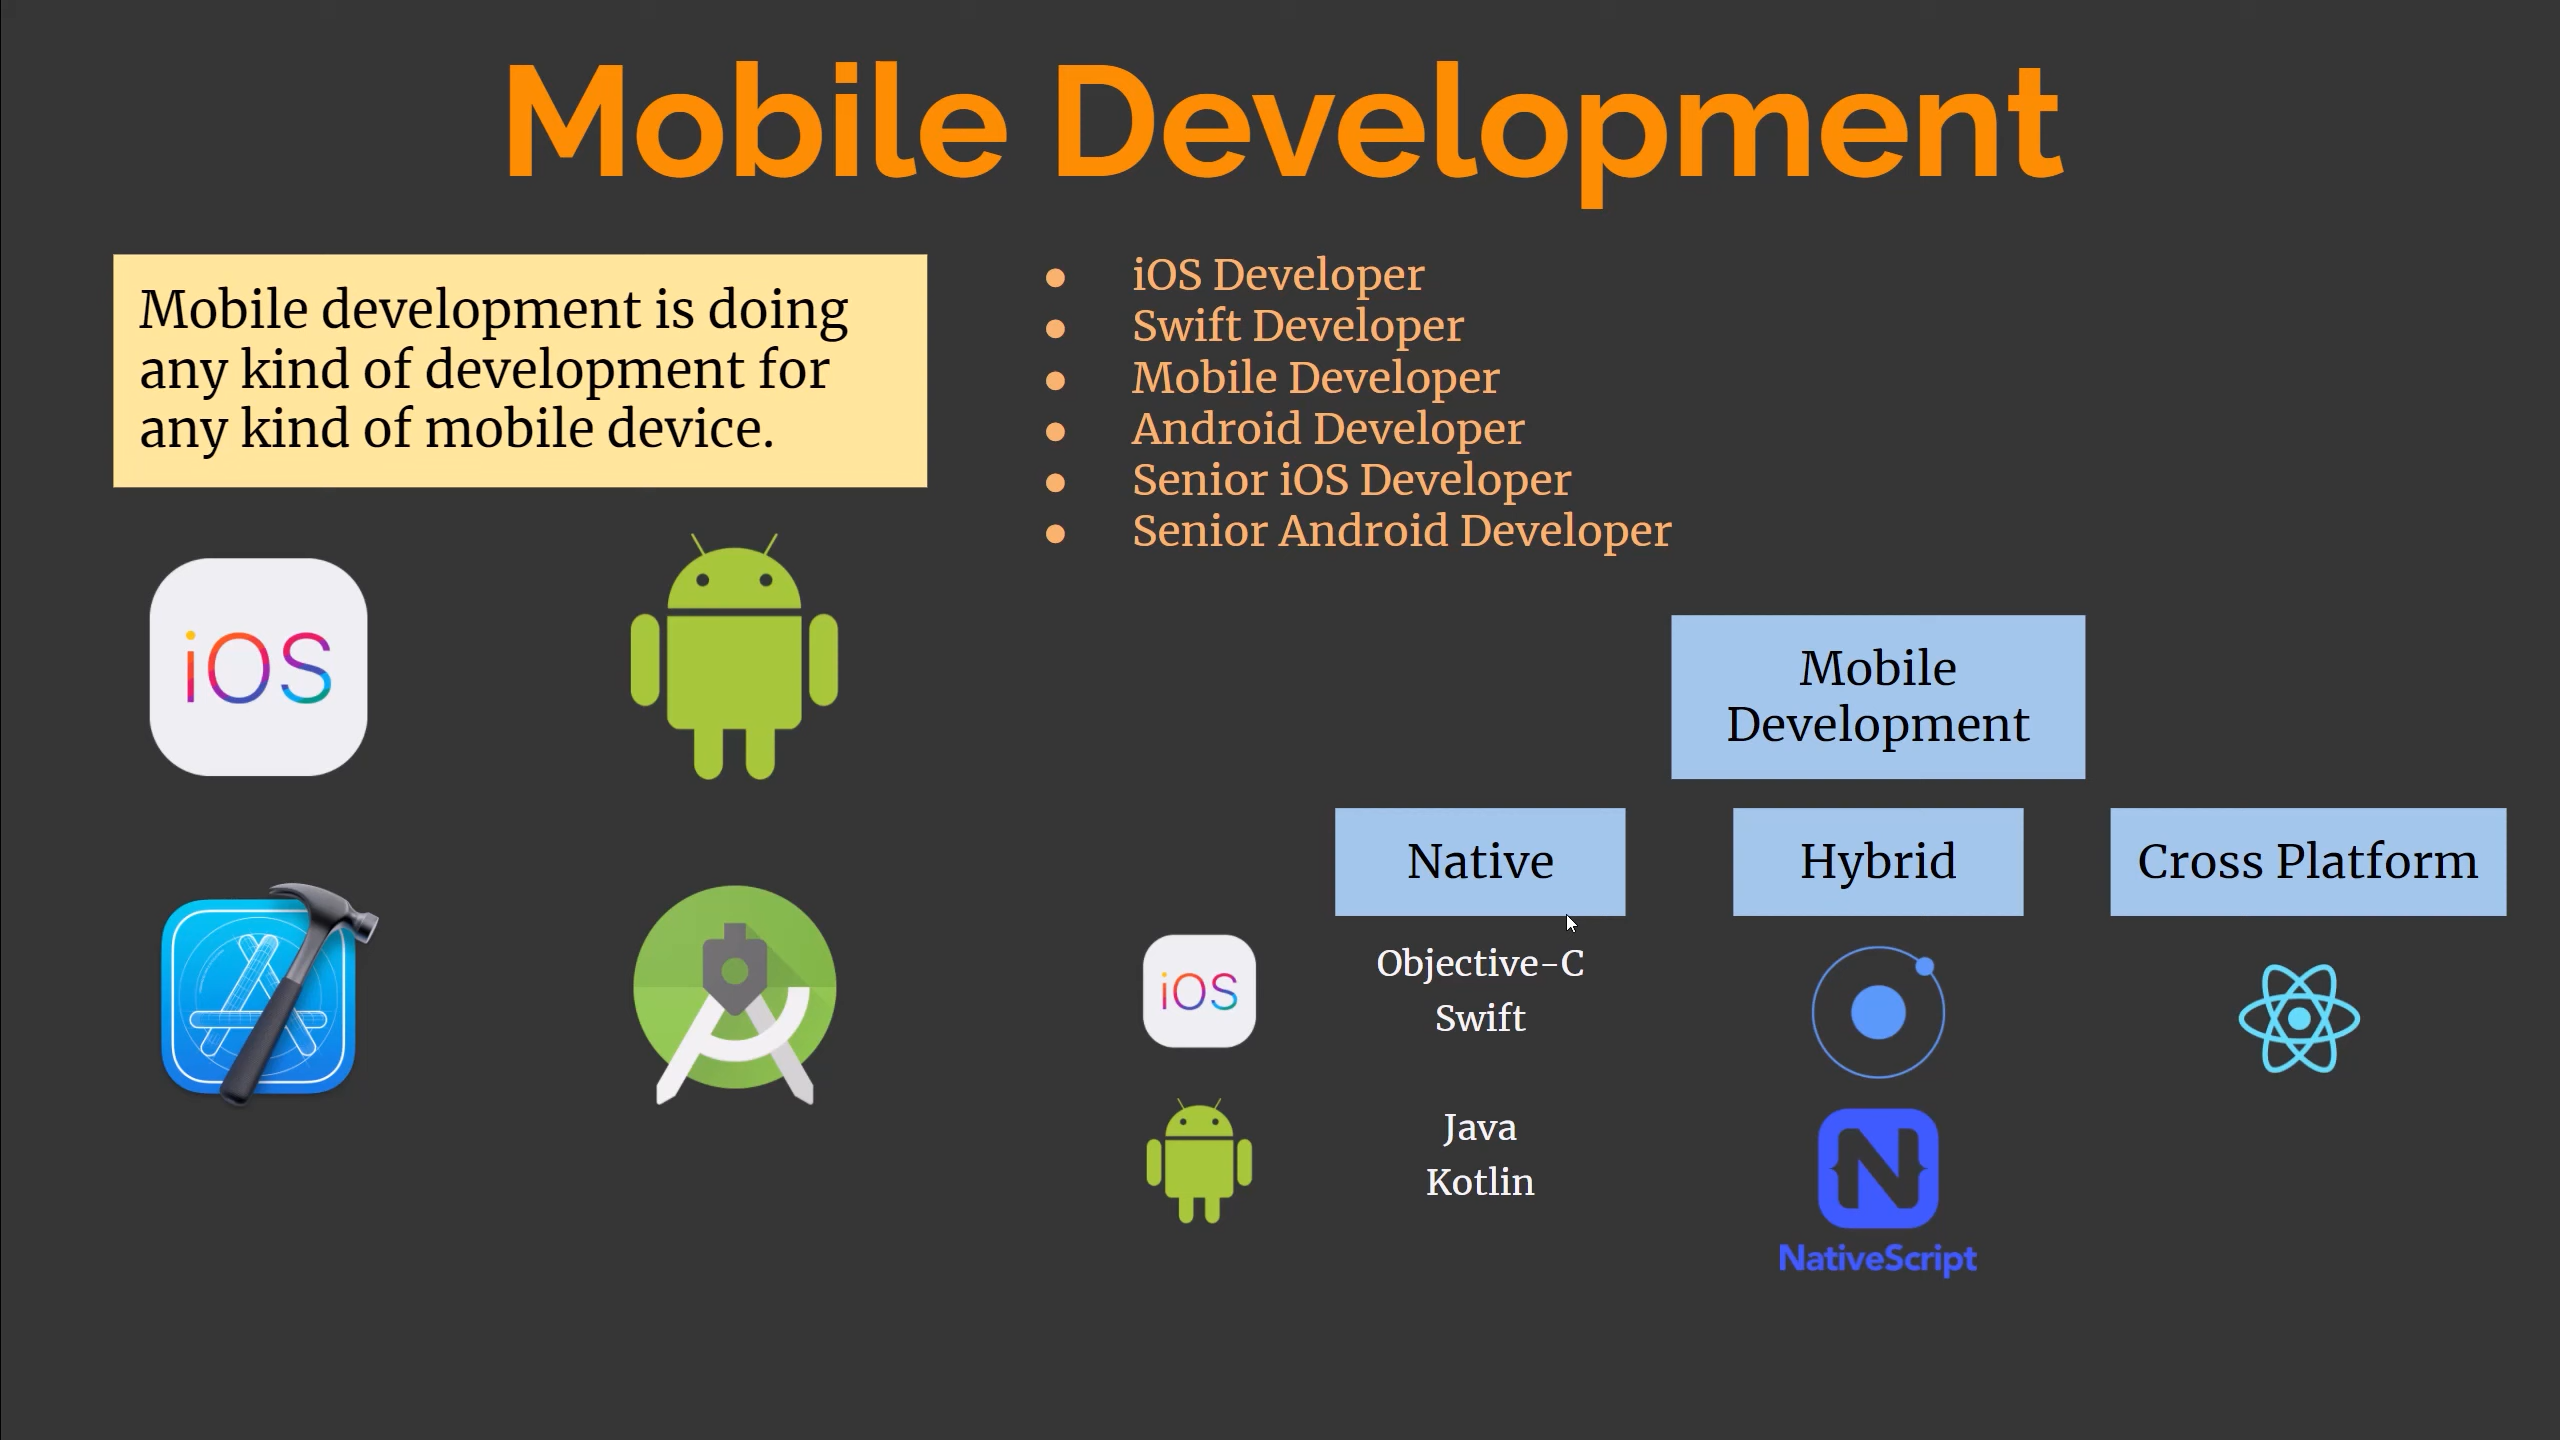 Mobile Development
Mobile development is doing
any kind of development for
any kind of mobile device.
● iOS Developer
● Swift Developer
● Mobile Developer
● Android Developer
● Senior iOS Developer
● Senior Android Developer
iOS
Mobile
Development
Native
Hybrid
Cross Platform
iOS
Objective-C
Swift
Java
Kotlin
N
NativeScript